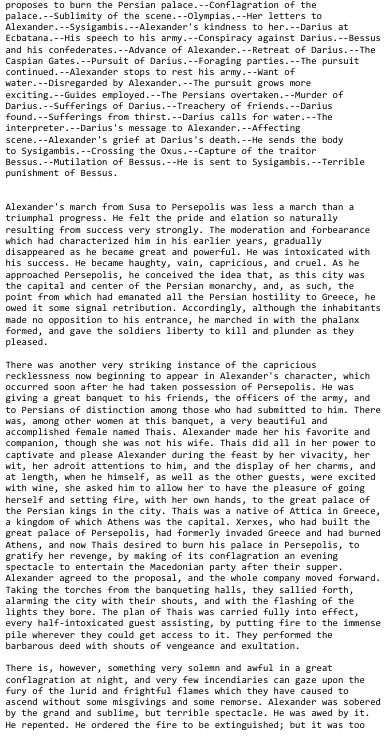 proposes to burn the Persian palace.--Conflagration of the
palace.--Sublimity of the scene.--Olympias.--Her letters to
Alexander.--Sysigambis.--Alexander's kindness to her.--Darius at
Ecbatana.--His speech to his army.--Conspiracy against Darius.--Bessus
and his confederates.--Advance of Alexander.--Retreat of Darius.--The
Caspian Gates.--Pursuit of Darius.--Foraging parties.--The pursuit
continued.--Alexander stops to rest his army.--Want of
water.--Disregarded by Alexander.--The pursuit grows more
exciting.--Guides employed.--The Persians overtaken.--Murder of
Darius.--Sufferings of Darius.--Treachery of friends.--Darius
found.--Sufferings from thirst.--Darius calls for water.--The
interpreter.--Darius's message to Alexander.--Affecting
scene.--Alexander's grief at Darius's death.--He sends the body
to Sysigambis.--Crossing the Oxus.--Capture of the traitor
Bessus.--Mutilation of Bessus.--He is sent to Sysigambis.--Terrible
punishment of Bessus.
Alexander's march from Susa to Persepolis was less a march than a
triumphal progress. He felt the pride and elation so naturally
resulting from success very strongly. The moderation and forbearance
which had characterized him in his earlier years, gradually
disappeared as he became great and powerful. He was intoxicated with
his success. He became haughty, vain, capricious, and cruel. As he
approached Persepolis, he conceived the idea that, as this city was
the capital and center of the Persian monarchy, and, as such, the
point from which had emanated all the Persian hostility to Greece, he
owed it some signal retribution. Accordingly, although the inhabitants
made no opposition to his entrance, he marched in with the phalanx
formed, and gave the soldiers liberty to kill and plunder as they
pleased.
There was another very striking instance of the capricious
recklessness now beginning to appear in Alexander's character, which
occurred soon after he had taken possession of Persepolis. He was
giving a great banquet to his friends, the officers of the army, and
to Persians of distinction among those who had submitted to him. There
was, among other women at this banquet, a very beautiful and
accomplished female named Thais. Alexander made her his favorite and
companion, though she was not his wife. Thais did all in her power to
captivate and please Alexander during the feast by her vivacity, her
wit, her adroit attentions to him, and the display of her charms, and
at length, when he himself, as well as the other guests, were excited
with wine, she asked him to allow her to have the pleasure of going
herself and setting fire, with her own hands, to the great palace of
the Persian kings in the city. Thais was a native of Attica in Greece,
a kingdom of which Athens was the capital. Xerxes, who had built the
great palace of Persepolis, had formerly invaded Greece and had burned
Athens, and now Thais desired to burn his palace in Persepolis, to
gratify her revenge, by making of its conflagration an evening
spectacle to entertain the Macedonian party after their supper.
Alexander agreed to the proposal, and the whole company moved forward.
Taking the torches from the banqueting halls, they sallied forth,
alarming the city with their shouts, and with the flashing of the
lights they bore. The plan of Thais was carried fully into effect,
every half-intoxicated guest assisting, by putting fire to the immense
pile wherever they could get access to it. They performed the
barbarous deed with shouts of vengeance and exultation.
There is, however, something very solemn and awful in a great
conflagration at night, and very few incendiaries can gaze upon the
fury of the lurid and frightful flames which they have caused to
ascend without some misgivings and some remorse. Alexander was sobered
by the grand and sublime, but terrible spectacle. He was awed by it.
He repented. He ordered the fire to be extinguished; but it was too